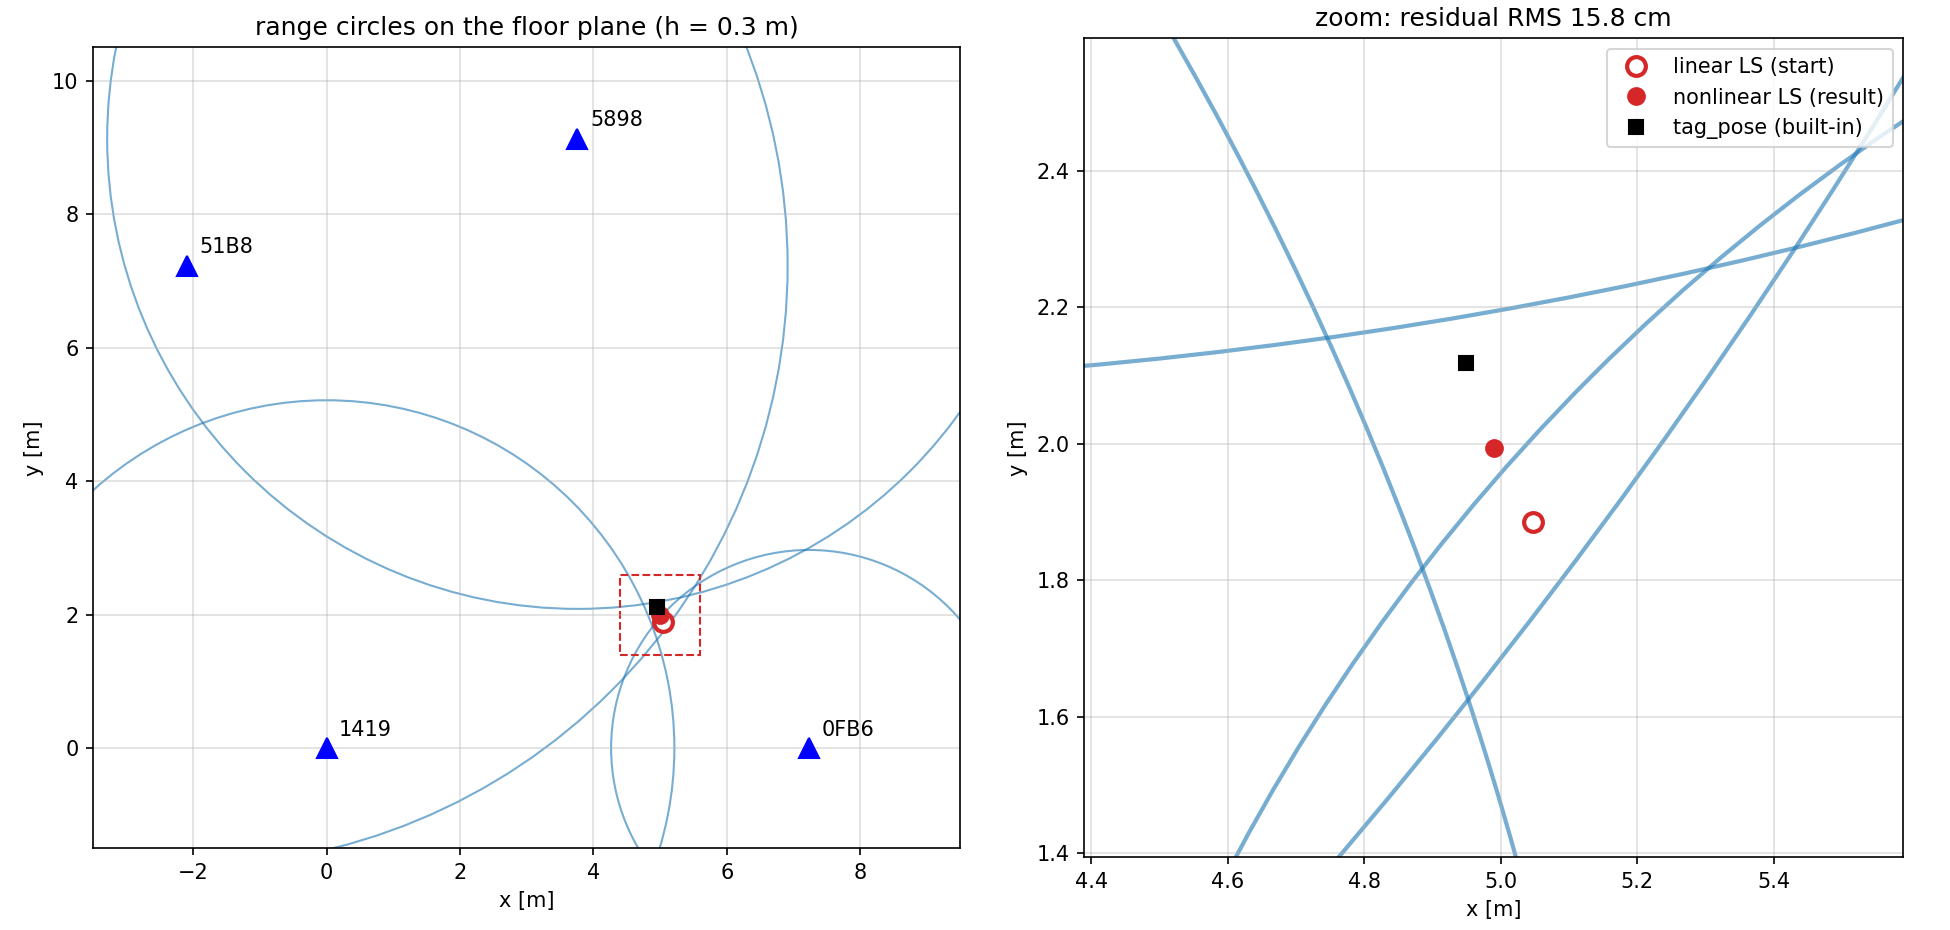 range circles on the floor plane (h = 0.3 m)
10
8
6
4
2
0
−2
0
2
4
6
8
y [m]
x [m]
5898
51B8
1419
0FB6
zoom: residual RMS 15.8 cm
linear LS (start)
nonlinear LS (result)
tag_pose (built-in)
2.4
2.2
2.0
1.8
1.6
1.4
4.4
4.6
4.8
5.0
5.2
5.4
y [m]
x [m]